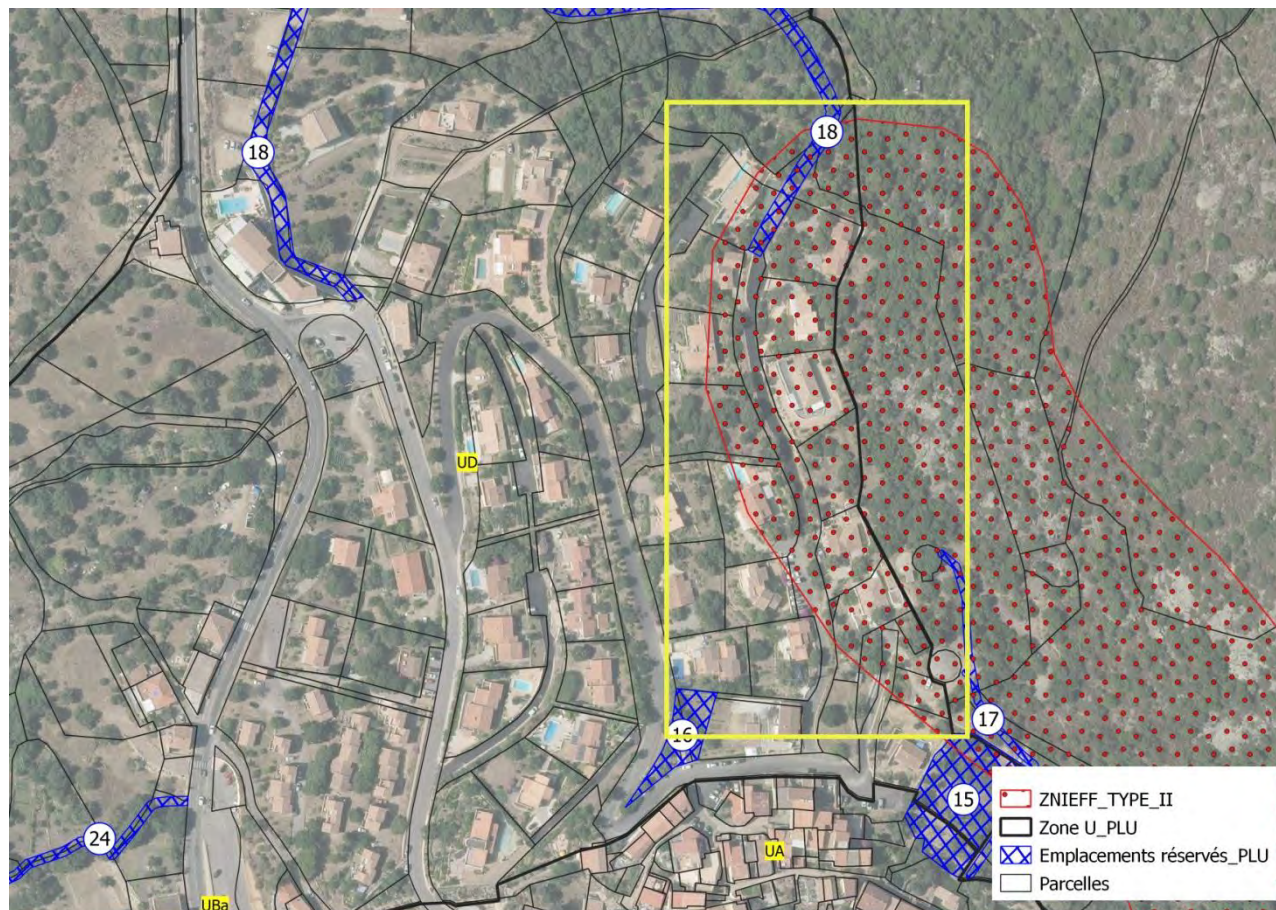 18
18
UD
16
17
15
24
UA
UBa
ZNIEFF_TYPE_II
Zone U_PLU
Emplacements réservés_PLU
Parcelles